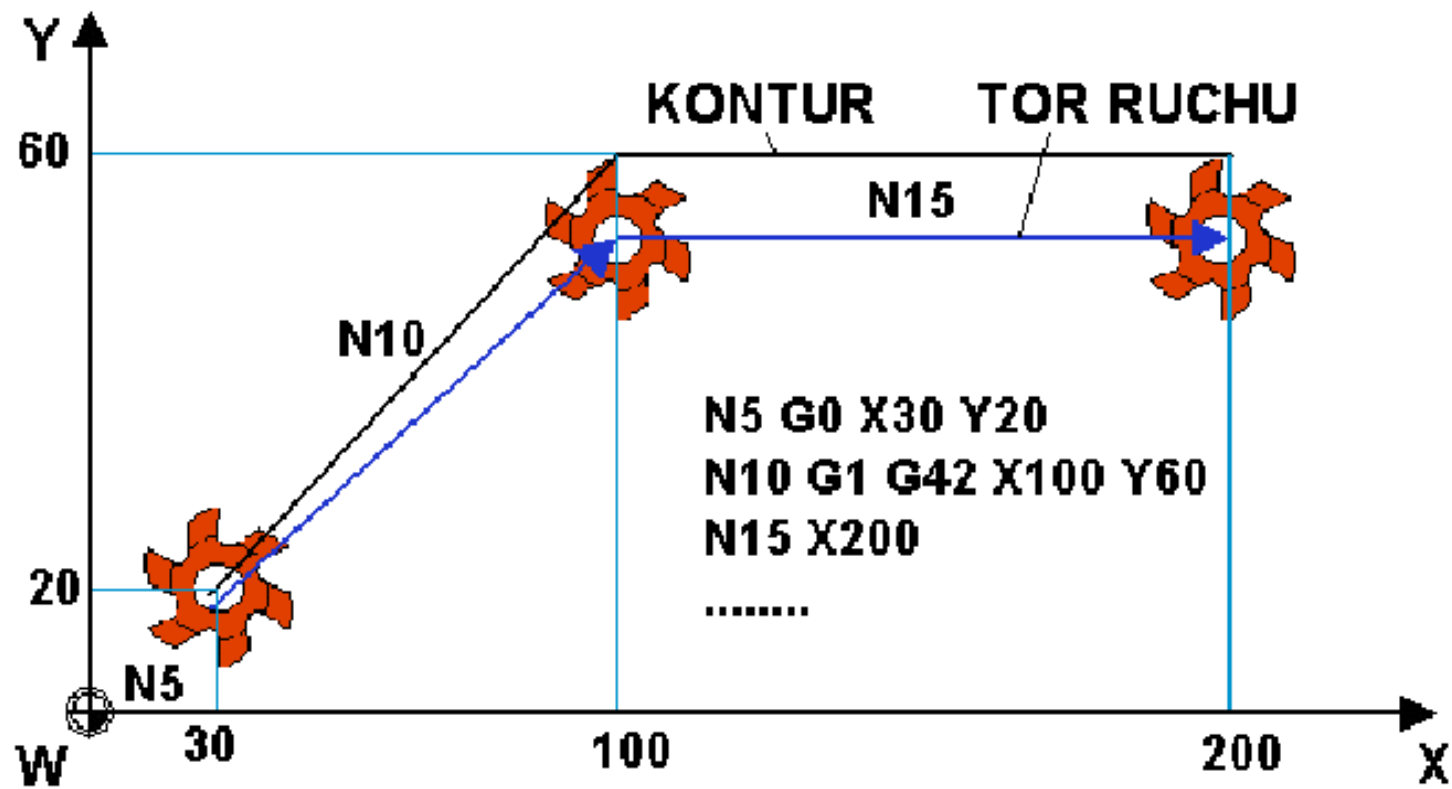 Y
60
KONTUR
TOR RUCHU
N15
N10
N5 G0 X30 Y20
N10 G1 G42 X100 Y60
N15 X200
........
20
N5
W
30
100
200
X